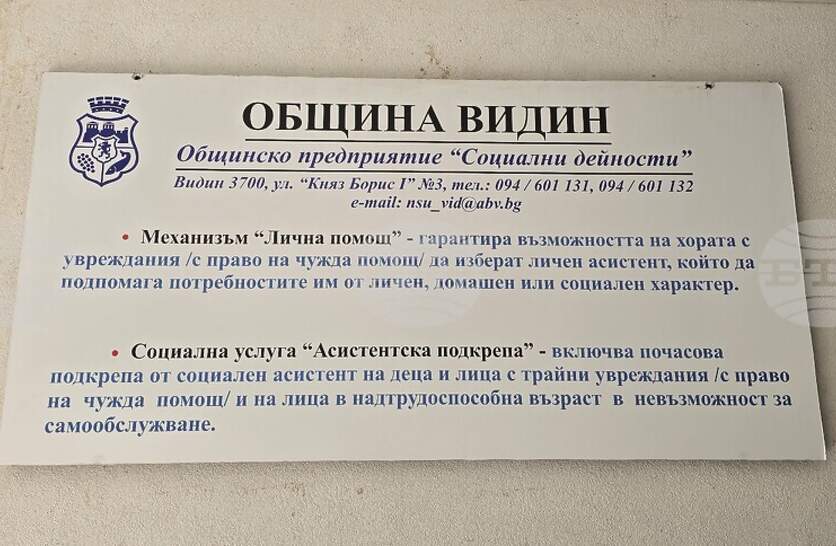 ОБЩИНА ВИДИН
Общинско предприятие “Социални дейности”
Видин 3700, ул. “Княз Борис I” №3, тел.: 094 / 601 131, 094 / 601 132
e-mail: nsu_vid@abv.bg
• Механизъм “Лична помощ” - гарантира възможността на хората с
увреждания /с право на чужда помощ/ да изберат личен асистент, който да
подпомага потребностите им от личен, домашен или социален характер.
• Социална услуга “Асистентска подкрепа” - включва почасова
подкрепа от социален асистент на деца и лица с трайни увреждания /с право
на чужда помощ/ и на лица в надтрудоспособна възраст в невъзможност за
самообслужване.